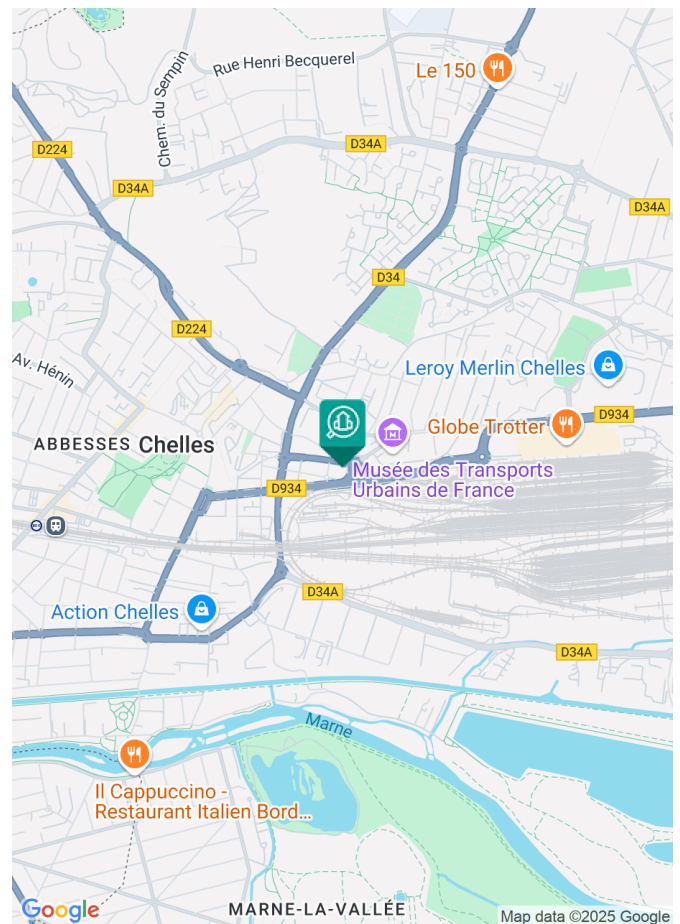 Rue Henri Becquerel
Le 150
Chem. du Sempin
D224
D34A
D34A
D34A
D34
D224
Av. Hénin
Leroy Merlin Chelles
Globe Trotter
D934
ABBESSES
Chelles
Musée des Transports
Urbains de France
D934
D34A
Action Chelles
D34A
Marne
Il Cappuccino -
Restaurant Italien Bord...
MARNE-LA-VALLÉE
Google
Map data ©2025 Google